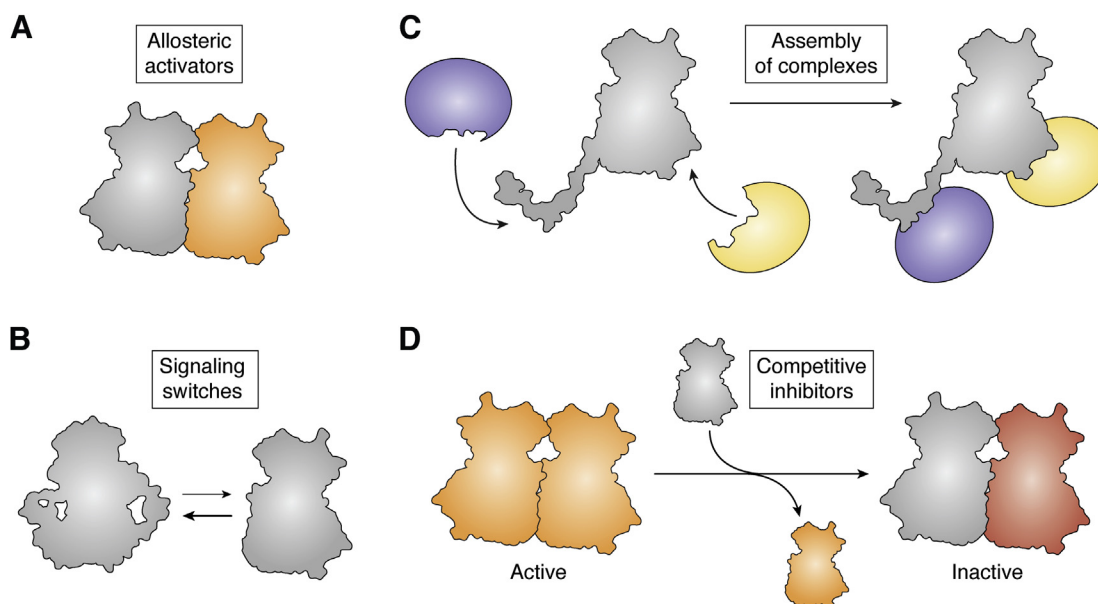 A
Allosteric
activators
B
Signaling
switches
C
Assembly
of complexes
D
Competitive
inhibitors
Active
Inactive